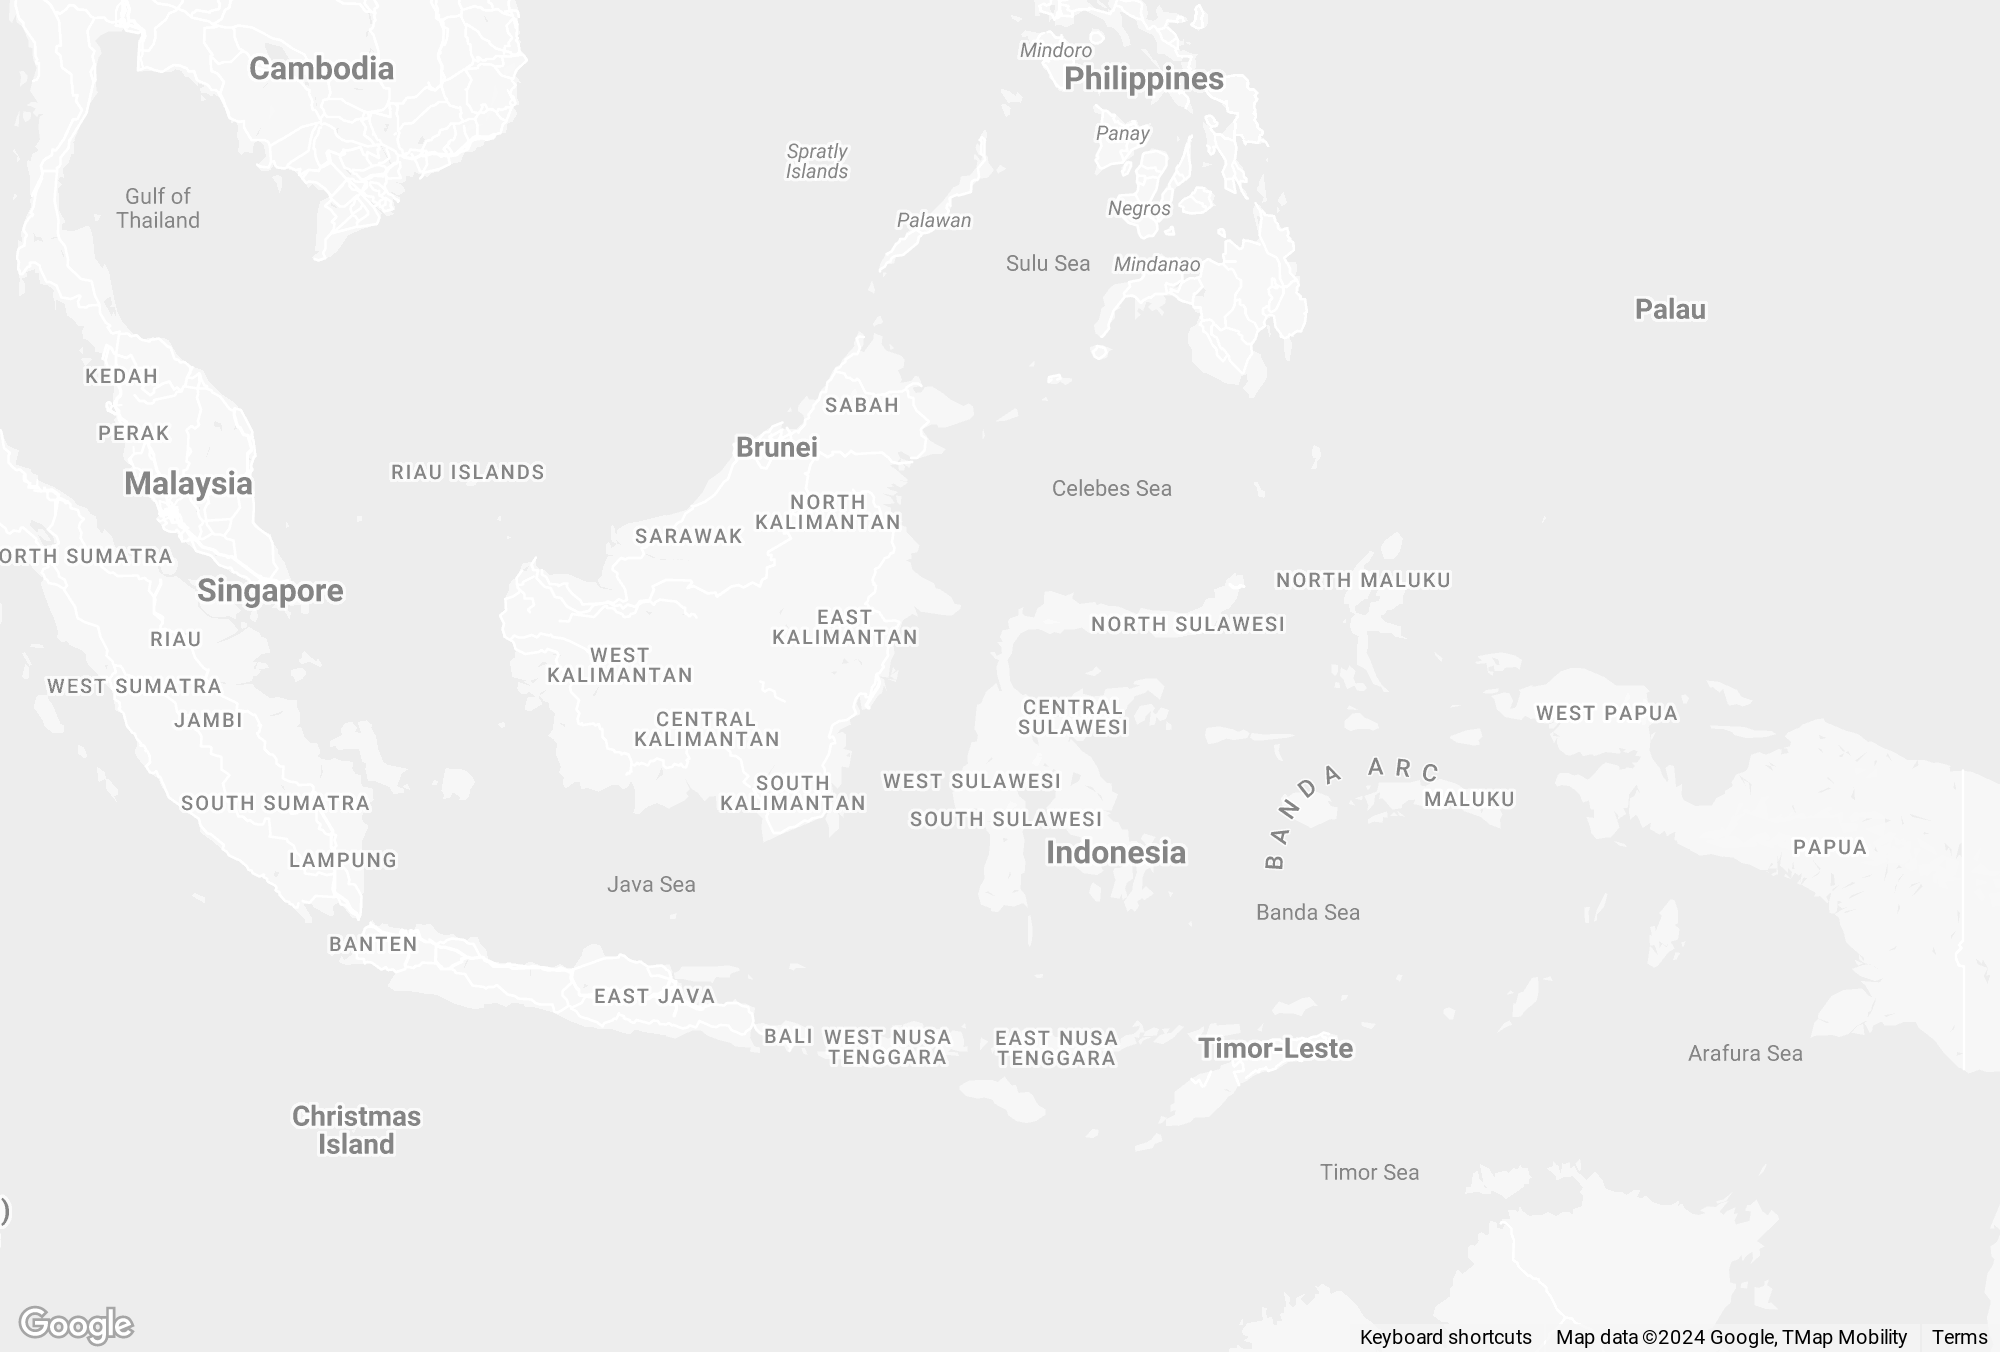 Mindoro
Cambodia
Philippines
Panay
Spratly
Islands
Gulf of
Thailand
Negros
Palawan
Sulu Sea
Mindanao
Palau
KEDAH
SABAH
PERAK
Brunei
RIAU ISLANDS
Malaysia
Celebes Sea
NORTH
KALIMANTAN
SARAWAK
ORTH SUMATRA
NORTH MALUKU
Singapore
EAST
KALIMANTAN
NORTH SULAWESI
RIAU
WEST
KALIMANTAN
WEST SUMATRA
CENTRAL
SULAWESI
WEST PAPUA
JAMBI
CENTRAL
KALIMANTAN
BANDA ARC
WEST SULAWESI
SOUTH
KALIMANTAN
SOUTH SUMATRA
MALUKU
SOUTH SULAWESI
PAPUA
Indonesia
LAMPUNG
Java Sea
Banda Sea
BANTEN
EAST JAVA
BALI
WEST NUSA
TENGGARA
EAST NUSA
TENGGARA
Timor-Leste
Arafura Sea
Christmas
Island
Timor Sea
)
Google
Keyboard shortcuts
Map data ©2024 Google, TMap Mobility
Terms